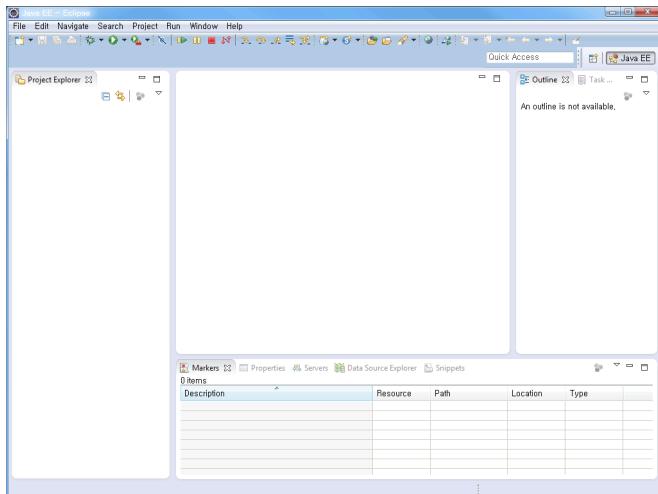 Java EE - Eclipse
File Edit Navigate Search Project Run Window Help
Quick Access
Java EE
Project Explorer
Outline Task ...
An outline is not available.
Markers Properties Servers Data Source Explorer Snippets
0 items
Description Resource Path Location Type